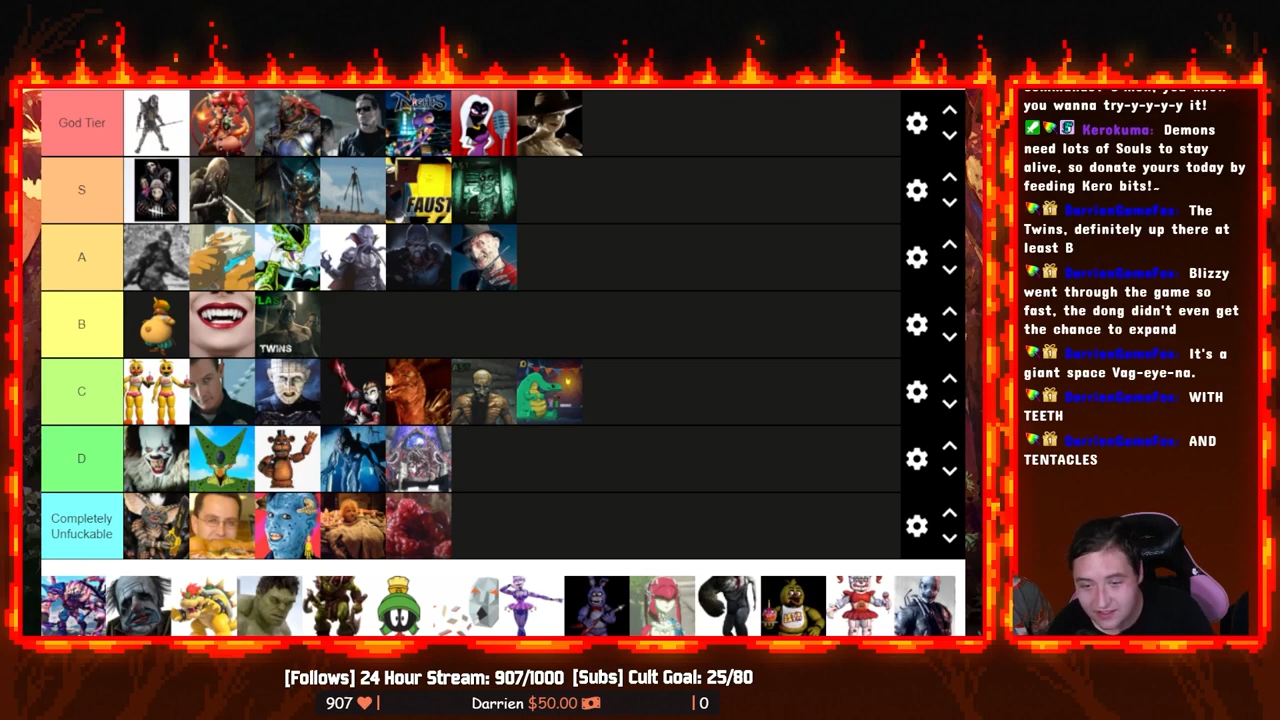 God Tier
S
A
B
C
D
Completely
Unfuckable
NiGHTS
FAUST
TWINS
you wanna try-y-y-y-y it!
Kerokuma: Demons
need lots of Souls to stay
alive, so donate yours today by
feeding Kero bits!~
DarrienGameFox: The
Twins, definitely up there at
least B
DarrienGameFox: Blizzy
went through the game so
fast, the dong didn't even get
the chance to expand
DarrienGameFox: It's a
giant space Vag-eye-na.
DarrienGameFox: WITH
TEETH
DarrienGameFox: AND
TENTACLES
[Follows] 24 Hour Stream: 907/1000 [Subs] Cult Goal: 25/80
907 | Darrien $50.00 | 0